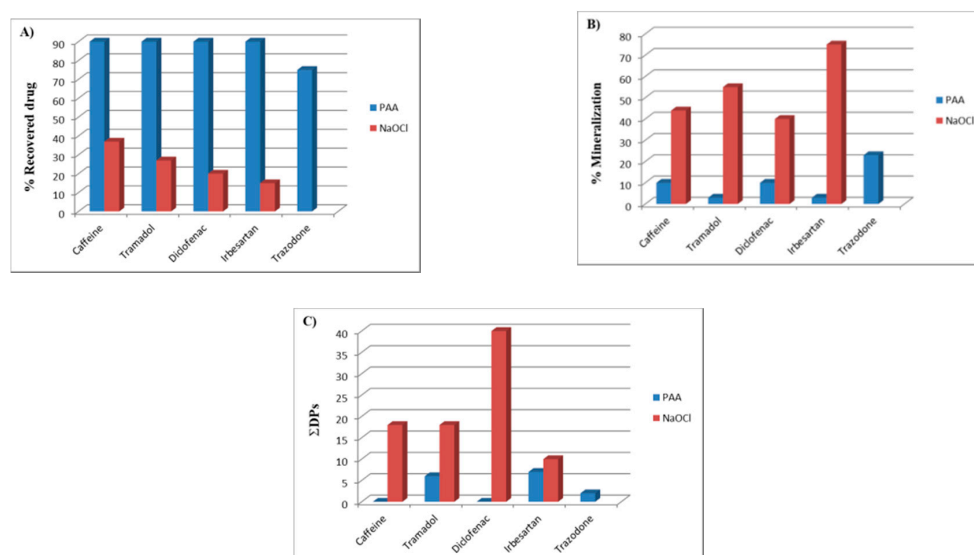 A)
% Recovered drug
90
80
70
60
50
40
30
20
10
0
Caffeine
Tramadol
Diclofenac
Irbesartan
Trazodone
PAA
NaOCl
B)
% Mineralization
80
70
60
50
40
30
20
10
0
Caffeine
Tramadol
Diclofenac
Irbesartan
Trazodone
PAA
NaOCl
C)
ΣDPs
40
35
30
25
20
15
10
5
0
Caffeine
Tramadol
Diclofenac
Irbesartan
Trazodone
PAA
NaOCl